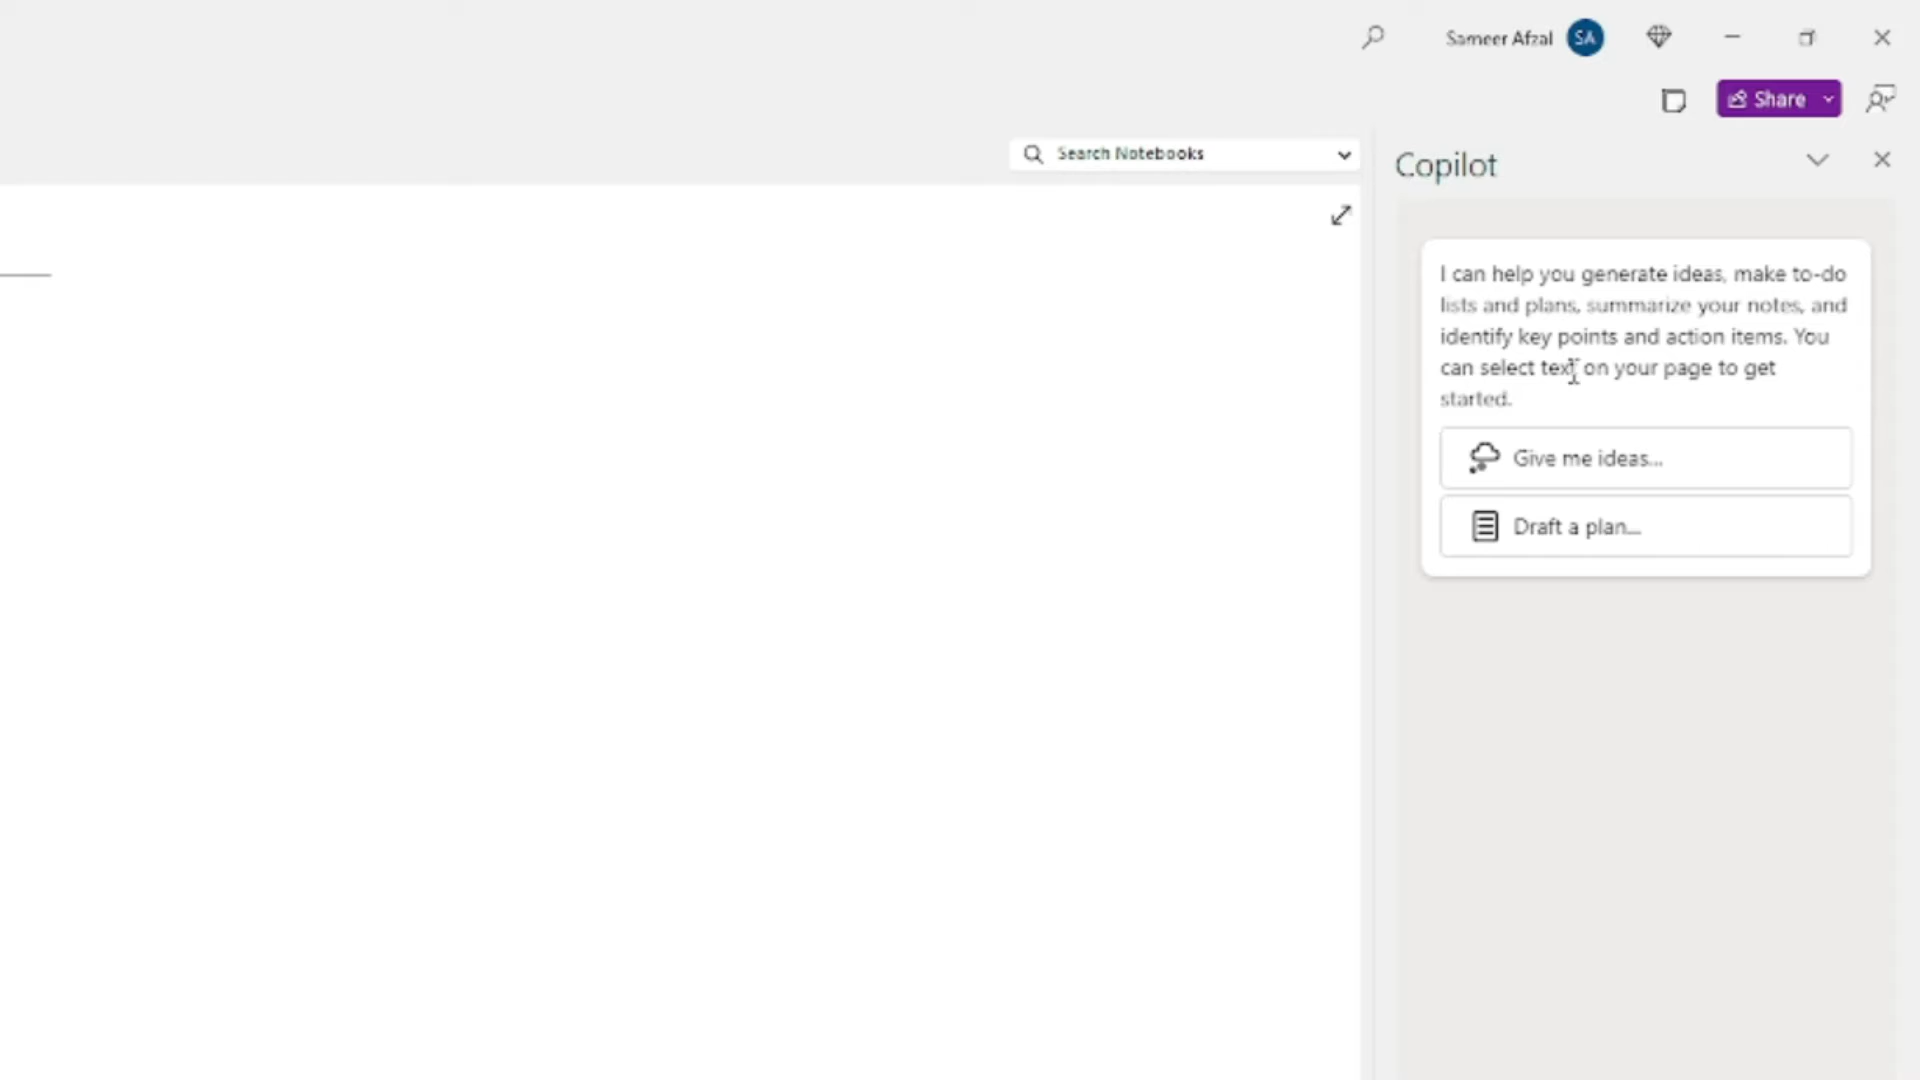 Sameer Afzal SA
Share
Search Notebooks
Copilot
I can help you generate ideas, make to-do
lists and plans, summarize your notes, and
identify key points and action items. You
can select text on your page to get
started.
Give me ideas...
Draft a plan...